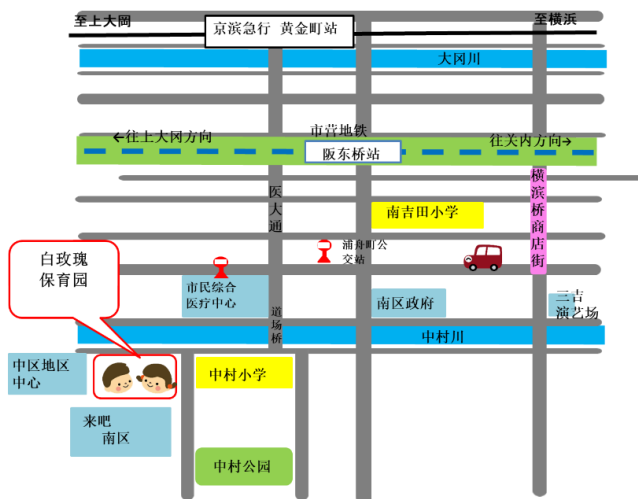 至上大岡
京滨急行 黄金町站
至横浜
大冈川
市营地铁
←往上大冈方向
往关内方向→
阪东桥站
医大通
横滨桥商店街
南吉田小学
浦舟町公
交站
白玫瑰
保育园
市民综合
医疗中心
南区政府
三吉
演艺场
道场桥
中村川
中区地区
中心
中村小学
来吧
南区
中村公园